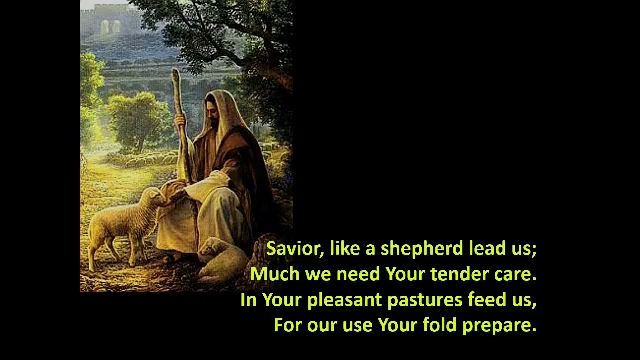 Savior, like a shepherd lead us;
Much we need Your tender care.
In Your pleasant pastures feed us,
For our use Your fold prepare.